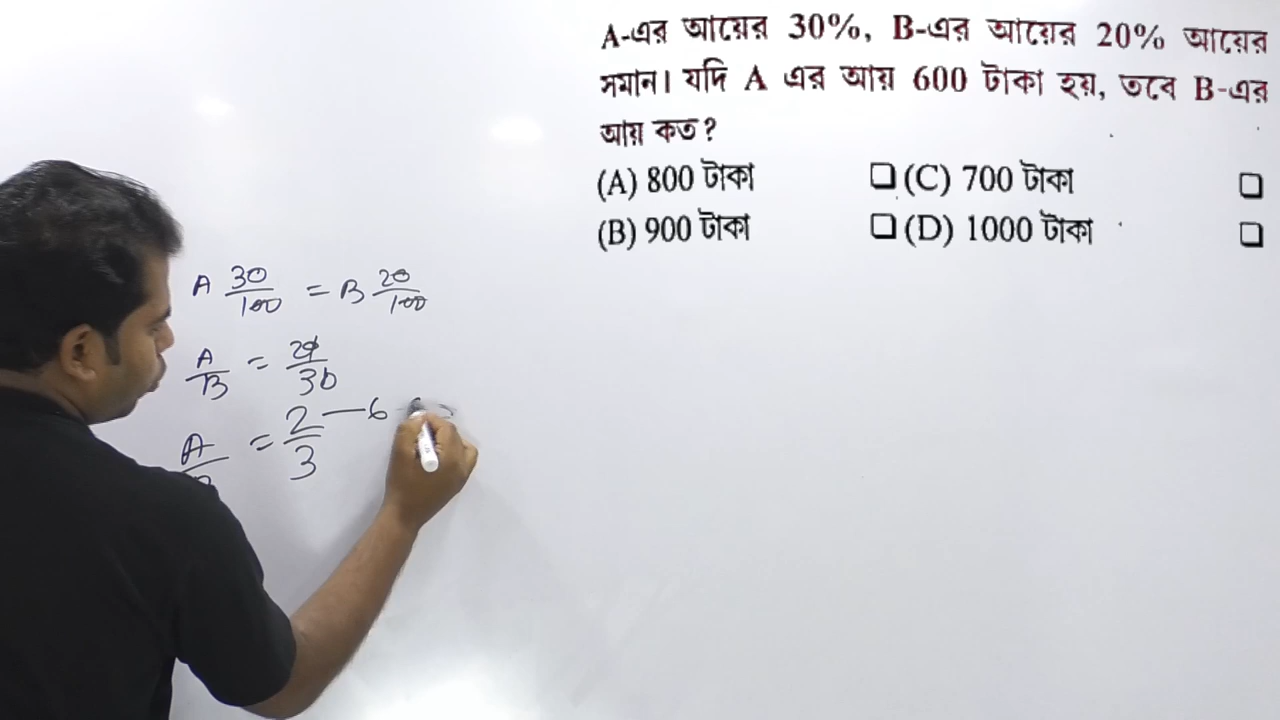 A-এর আয়ের 30%, B-এর আয়ের 20% আয়ের
সমান। যদি A এর আয় 600 টাকা হয়, তবে B-এর
আয় কত?
(A) 800 টাকা □ (C) 700 টাকা □
(B) 900 টাকা □ (D) 1000 টাকা □
A 30/100 = B 20/100
A/B = 20/30
A = 2/3 — 6